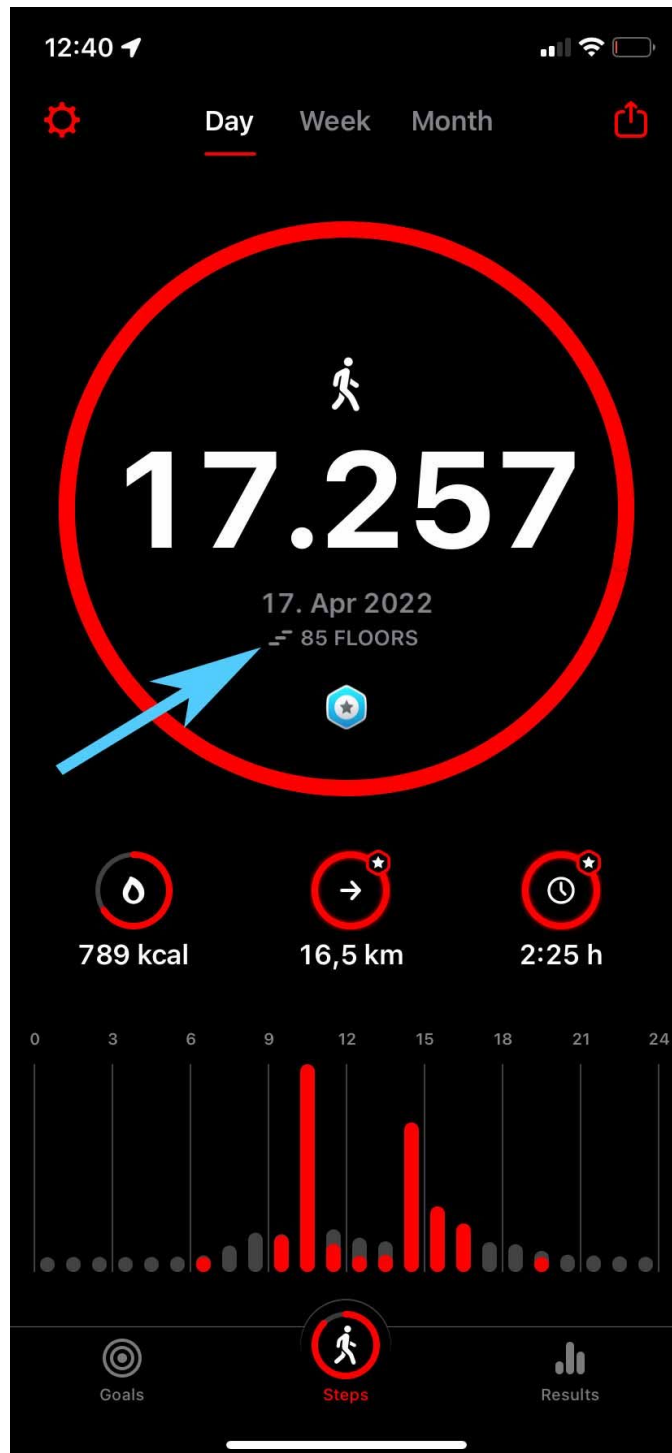 12:40
Day Week Month
17.257
17. Apr 2022
85 FLOORS
789 kcal 16,5 km 2:25 h
0 3 6 9 12 15 18 21 24
Goals Steps Results